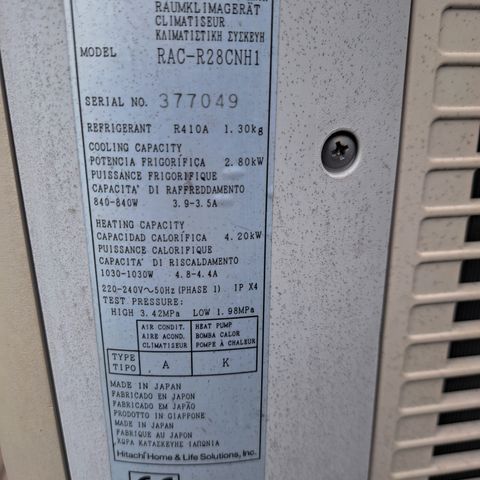 RAUMKLIMAGERÄT
CLIMATISEUR
ΚΛΙΜΑΤΙΣΤΙΚΗ ΣΥΣΚΕΥΗ
MODEL RAC-R28CNH1
SERIAL NO. 377049
REFRIGERANT R410A 1.30kg
COOLING CAPACITY
POTENCIA FRIGORÍFICA 2.80kW
PUISSANCE FRIGORIFIQUE
CAPACITA' DI RAFFREDDAMENTO
840-840W 3.9-3.5A
HEATING CAPACITY
CAPACIDAD CALORÍFICA 4.20kW
PUISSANCE CALORIFIQUE
CAPACITA' DI RISCALDAMENTO
1030-1030W 4.8-4.4A
220-240V~50Hz (PHASE 1) IP X4
TEST PRESSURE:
HIGH 3.42MPa LOW 1.98MPa
AIR CONDIT. HEAT PUMP
AIRE ACOND. BOMBA CALOR
CLIMATISEUR POMPE À CHALEUR
TYPE
TIPO A K
MADE IN JAPAN
FABRICADO EN JAPON
FABRICADO EM JAPÃO
PRODOTTO IN GIAPPONE
MADE IN JAPAN
FABRIQUE AU JAPON
ΧΩΡΑ ΚΑΤΑΣΚΕΥΗΣ ΙΑΠΩΝΙΑ
Hitachi Home & Life Solutions, Inc.